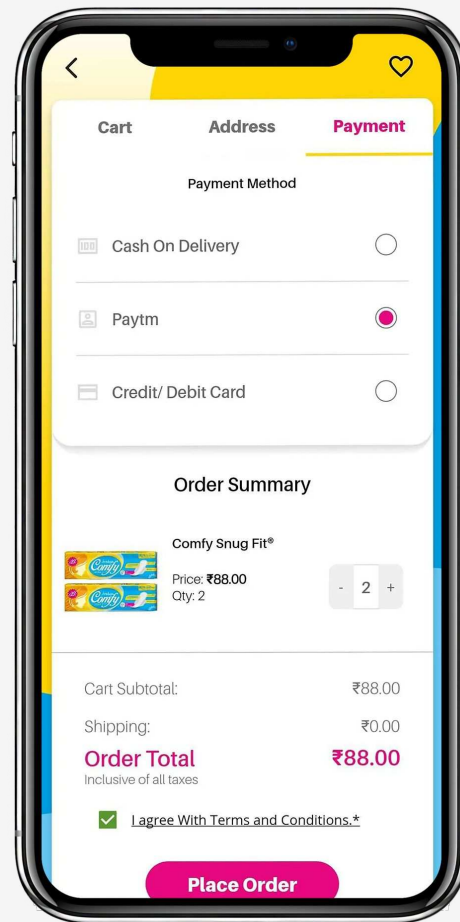 Cart Address Payment
Payment Method
Cash On Delivery
Paytm
Credit/ Debit Card
Order Summary
Comfy Snug Fit®
Comfy
Comfy
Price: ₹88.00
Qty: 2
- 2 +
Cart Subtotal: ₹88.00
Shipping: ₹0.00
Order Total ₹88.00
Inclusive of all taxes
I agree With Terms and Conditions.*
Place Order